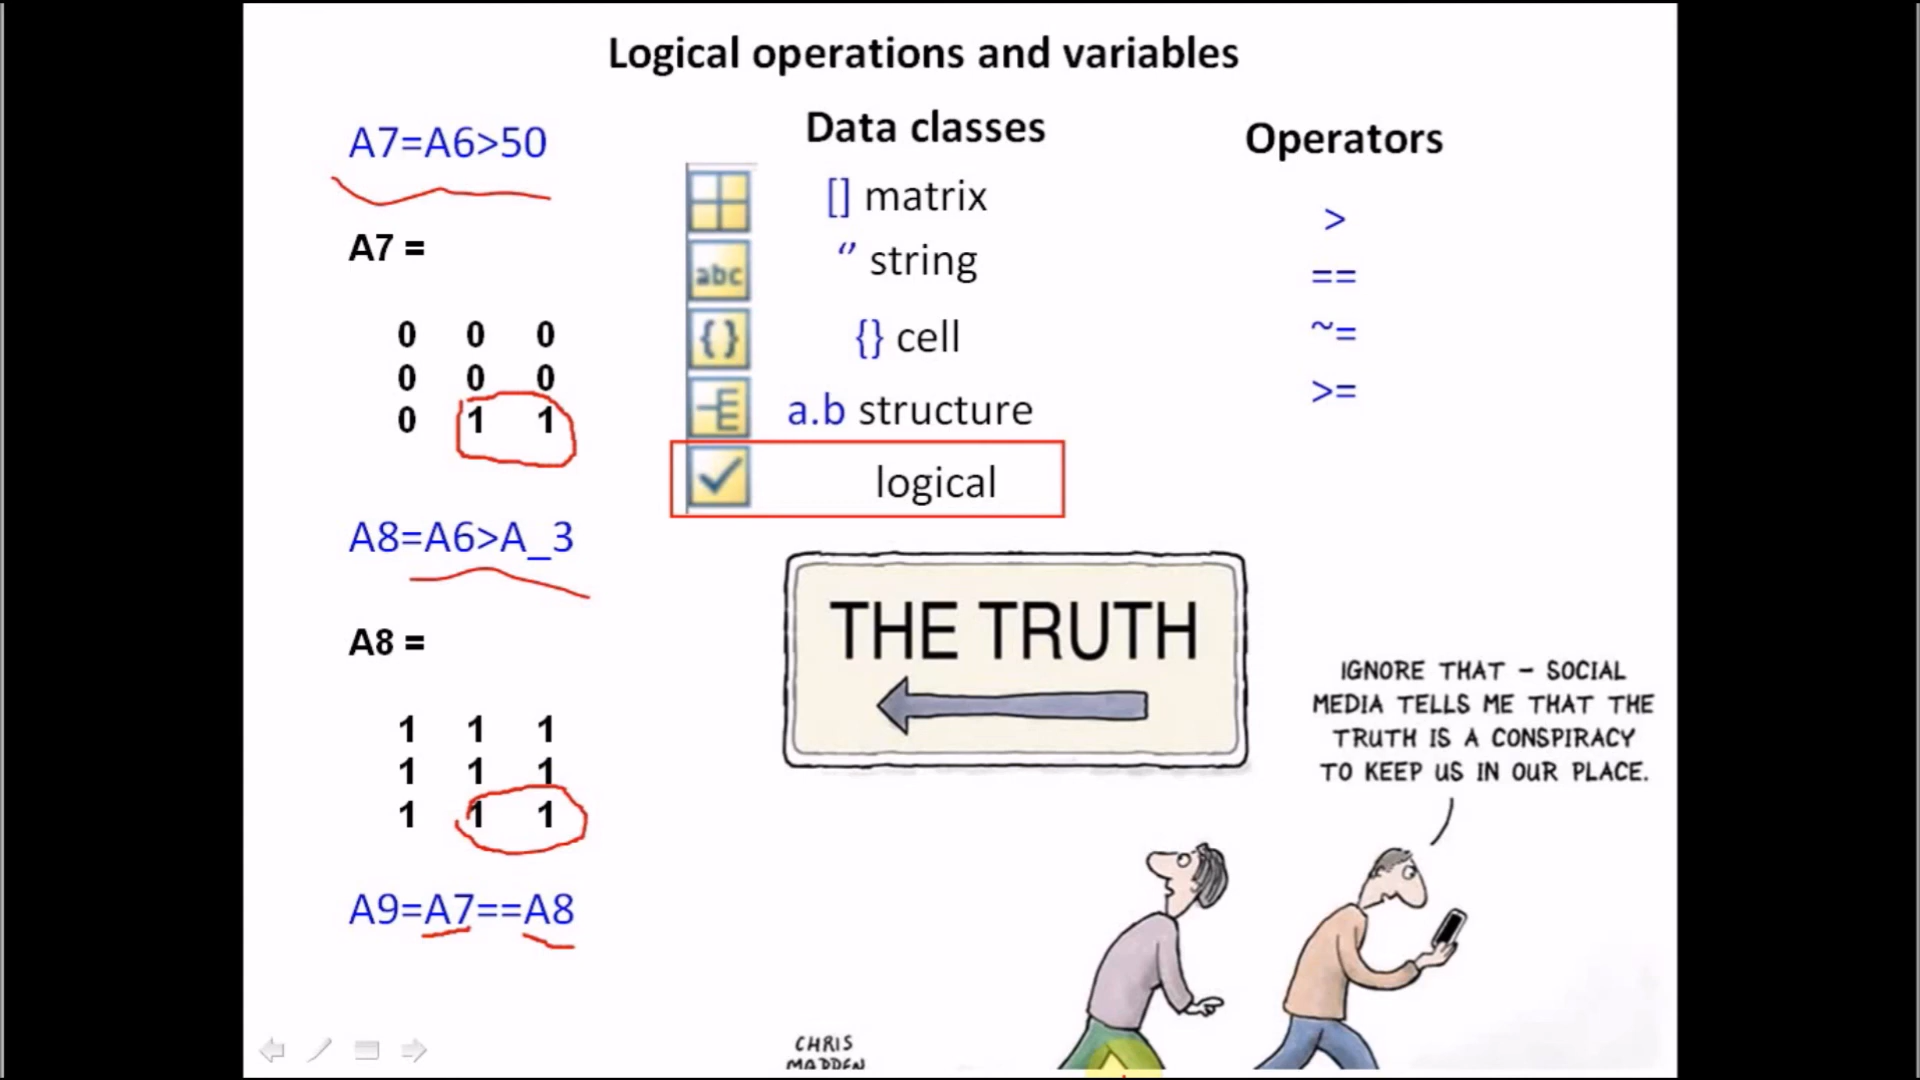 Logical operations and variables
A7=A6>50
A7 =
0 0 0
0 0 0
0 1 1
A8=A6>A_3
A8 =
1 1 1
1 1 1
1 1 1
A9=A7==A8
Data classes
[] matrix
‘’ string
abc
{} cell
{}
a.b structure
logical
Operators
>
==
~=
>=
THE TRUTH
IGNORE THAT – SOCIAL
MEDIA TELLS ME THAT THE
TRUTH IS A CONSPIRACY
TO KEEP US IN OUR PLACE.
CHRIS
MADDEN